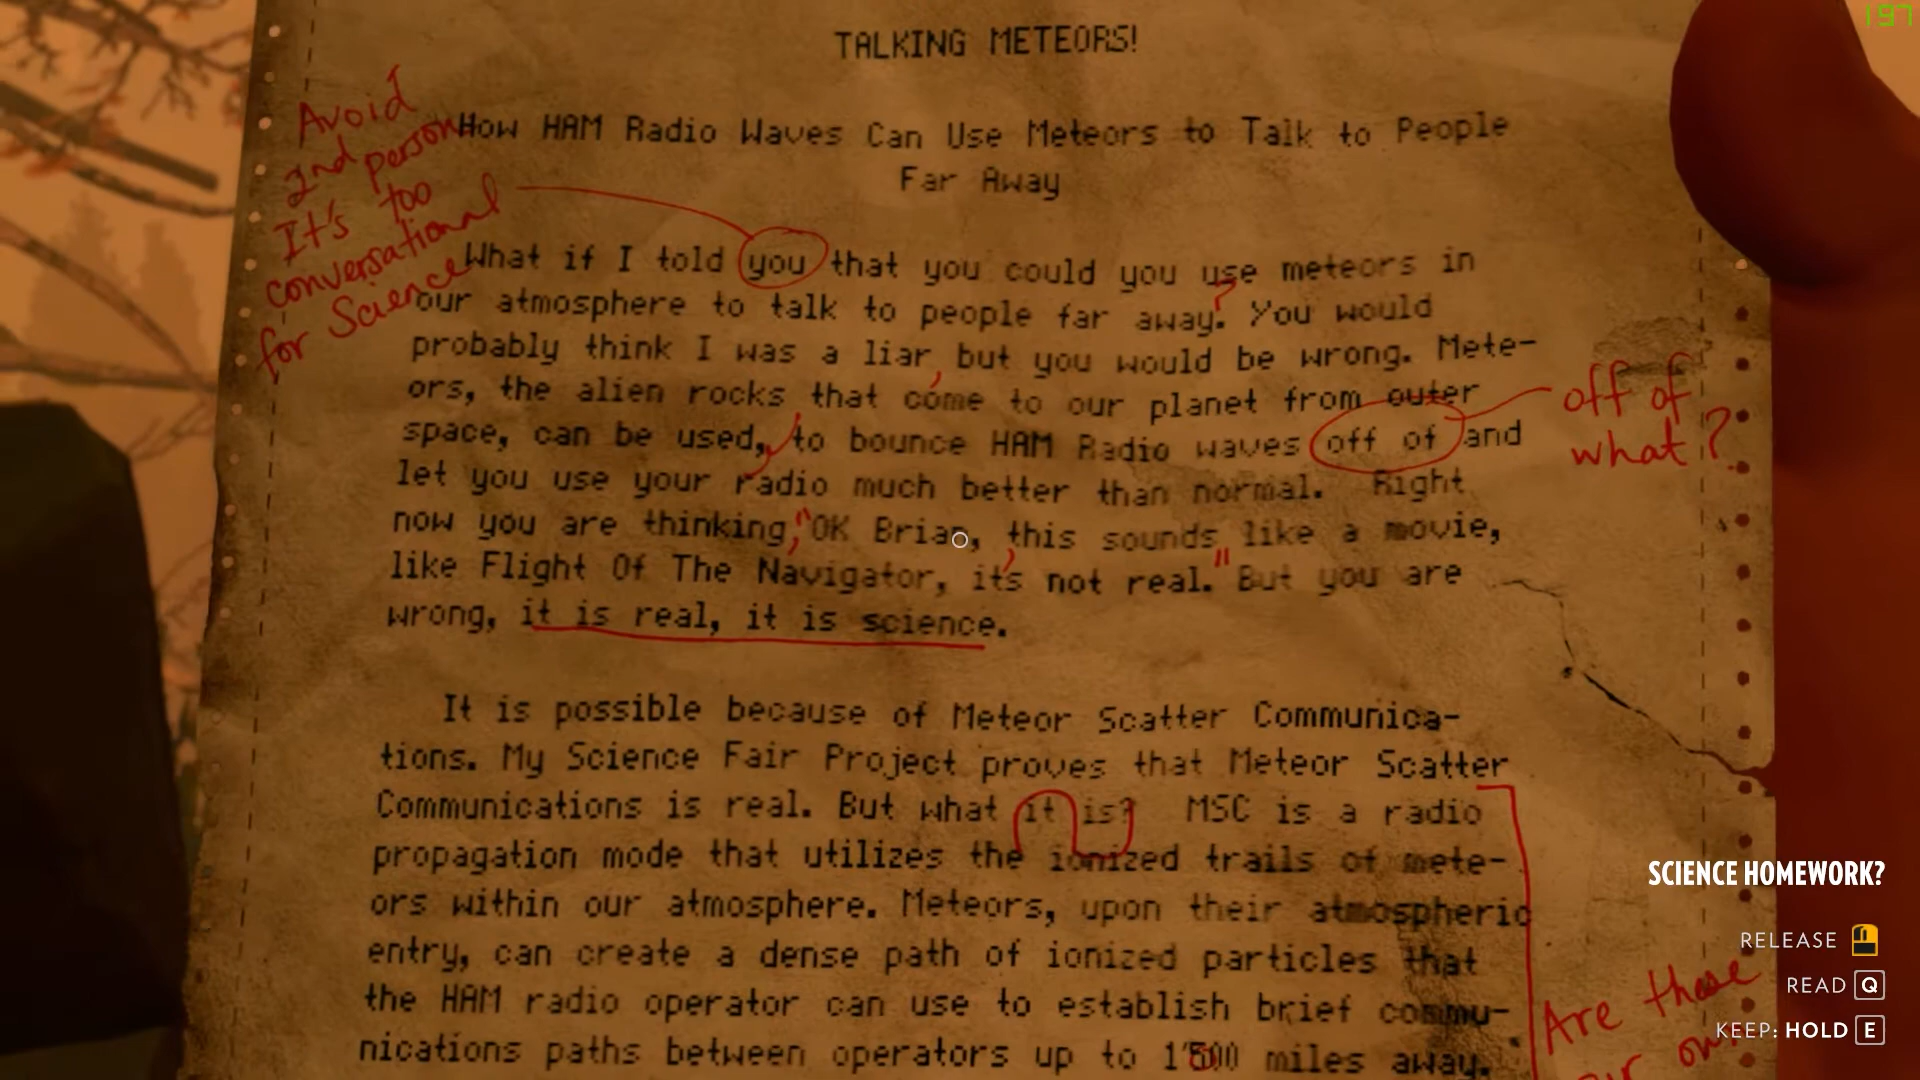 197
TALKING METEORS!
How HAM Radio Waves Can Use Meteors to Talk to People
Far Away
Avoid
2nd person
It's too
conversational
for Science
What if I told you that you could you use meteors in
our atmosphere to talk to people far away?. You would
probably think I was a liar, but you would be wrong. Mete-
ors, the alien rocks that come to our planet from outer
space, can be used, to bounce HAM Radio waves off of and
off of
what?
let you use your radio much better than normal. Right
now you are thinking, "OK Brian, this sounds like a movie,
like Flight Of The Navigator, it's not real." But you are
wrong, it is real, it is science.
It is possible because of Meteor Scatter Communica-
tions. My Science Fair Project proves that Meteor Scatter
Communications is real. But what it is? MSC is a radio
propagation mode that utilizes the ionized trails of mete-
ors within our atmosphere. Meteors, upon their atmospheric
entry, can create a dense path of ionized particles that
the HAM radio operator can use to establish brief commu-
nications paths between operators up to 1'500 miles away.
Are these
own
SCIENCE HOMEWORK?
RELEASE
READ Q
KEEP: HOLD E